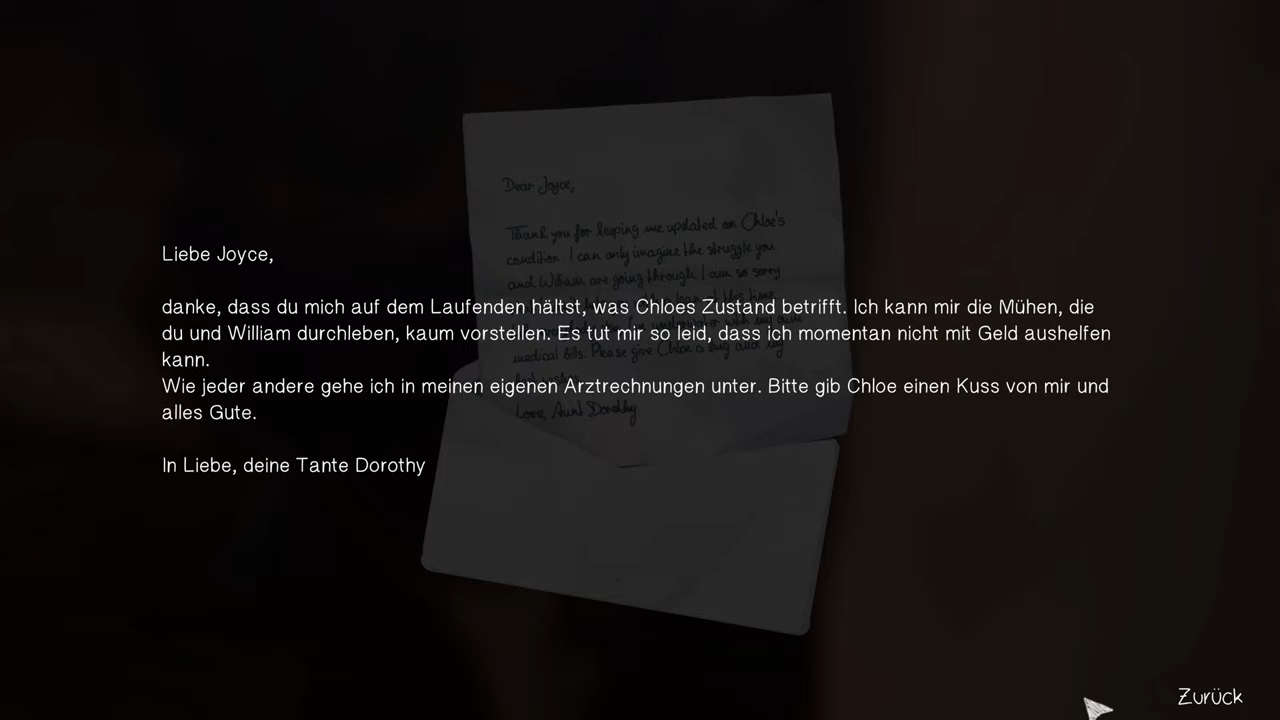 Liebe Joyce,
danke, dass du mich auf dem Laufenden hältst, was Chloes Zustand betrifft. Ich kann mir die Mühen, die
du und William durchleben, kaum vorstellen. Es tut mir so leid, dass ich momentan nicht mit Geld aushelfen
kann.
Wie jeder andere gehe ich in meinen eigenen Arztrechnungen unter. Bitte gib Chloe einen Kuss von mir und
alles Gute.
In Liebe, deine Tante Dorothy
Dear Joyce,
Thank you for keeping me updated on Chloe's
condition. I can only imagine the struggle you
and William are going through. I am so sorry
medical bills. Please give Chloe a hug and my
Love, Aunt Dorothy
Zurück